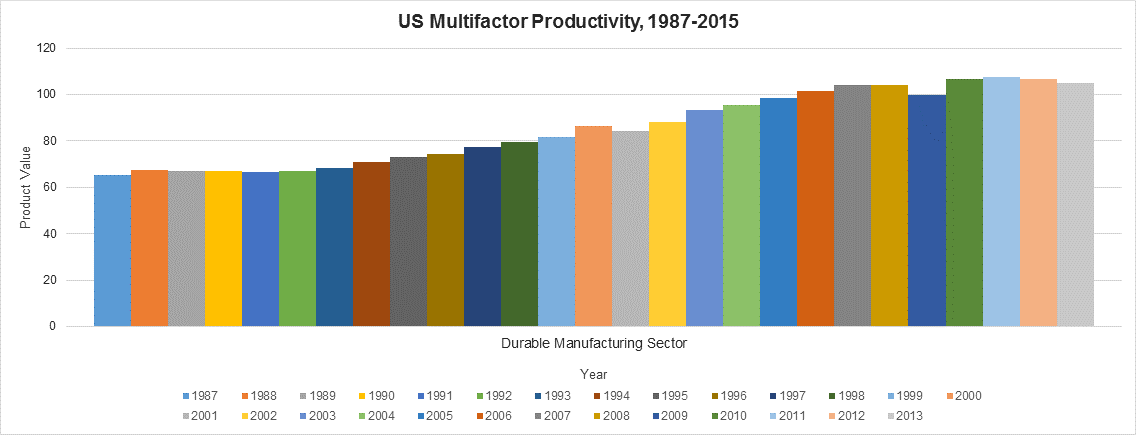 US Multifactor Productivity, 1987-2015
120
100
80
60
40
20
0
Product Value
Durable Manufacturing Sector
Year
1987 1988 1989 1990 1991 1992 1993 1994 1995 1996 1997 1998 1999 2000
2001 2002 2003 2004 2005 2006 2007 2008 2009 2010 2011 2012 2013